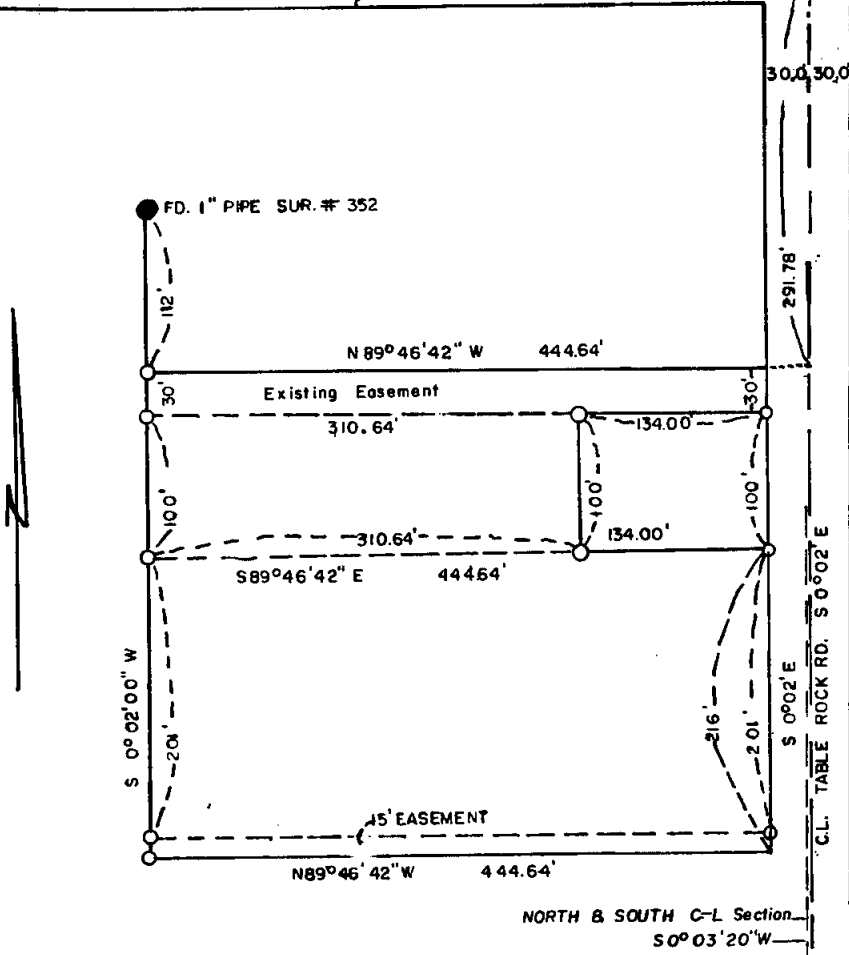 30.0 30.0
FD. 1" PIPE SUR. # 352
112'
291.78'
N 89° 46' 42" W 444.64'
30'
Existing Easement
30'
310.64'
134.00'
100'
100'
100'
310.64'
134.00'
S 89° 46' 42" E 444.64'
S 0° 02' 00" W
201'
216'
201'
S 0° 02' E
C.L. TABLE ROCK RD. S 0° 02' E
15' EASEMENT
N 89° 46' 42" W 444.64'
NORTH & SOUTH C-L Section
S 0° 03' 20" W